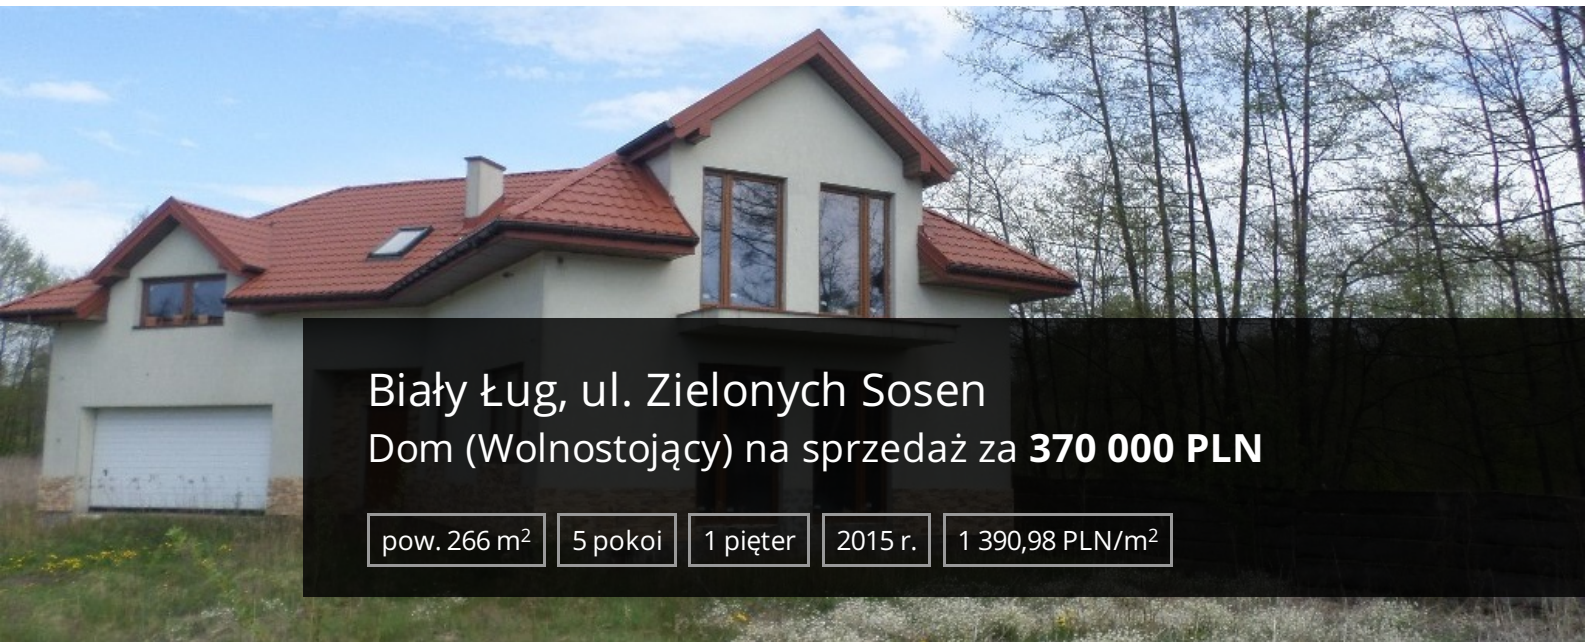 Biały Ług, ul. Zielonych Sosen
Dom (Wolnostojący) na sprzedaż za 370 000 PLN
pow. 266 m² 5 pokoi 1 pięter 2015 r. 1 390,98 PLN/m²